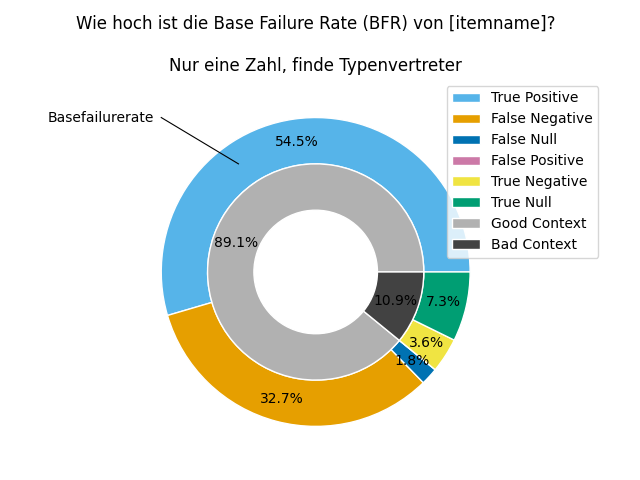 Wie hoch ist die Base Failure Rate (BFR) von [itemname]?
Nur eine Zahl, finde Typenvertreter
Basefailurerate
54.5%
89.1%
32.7%
1.8%
3.6%
7.3%
10.9%
True Positive
False Negative
False Null
False Positive
True Negative
True Null
Good Context
Bad Context